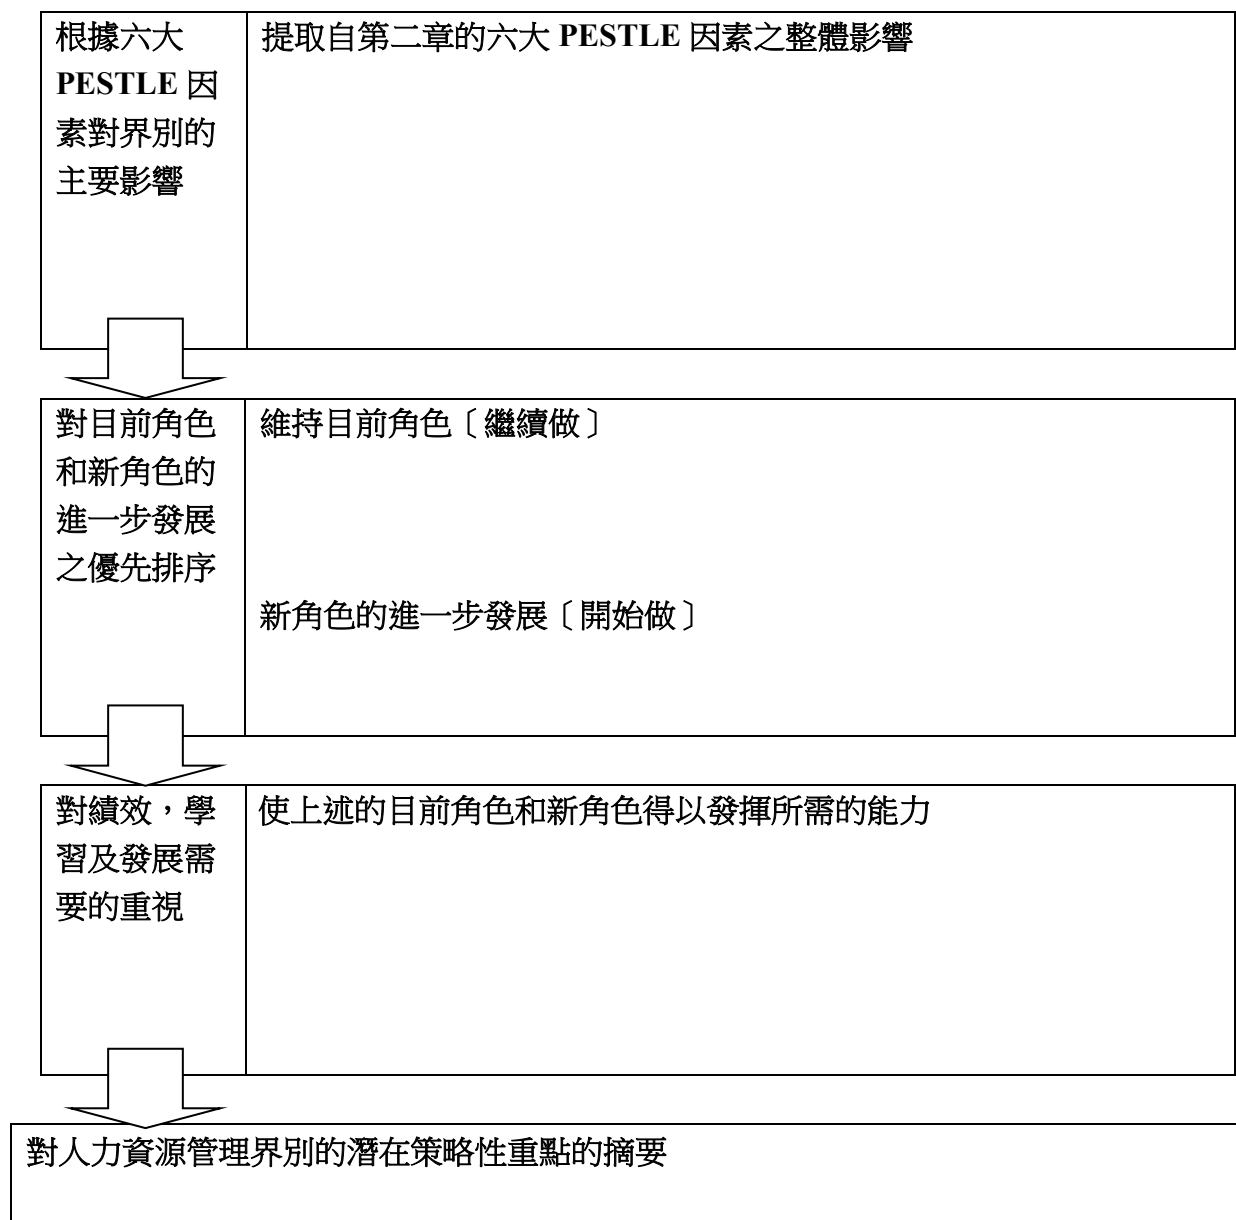 根據六大
PESTLE 因
素對界別的
主要影響
提取自第二章的六大 PESTLE 因素之整體影響
對目前角色
和新角色的
進一步發展
之優先排序
維持目前角色〔繼續做〕
新角色的進一步發展〔開始做〕
對績效，學
習及發展需
要的重視
使上述的目前角色和新角色得以發揮所需的能力
對人力資源管理界別的潛在策略性重點的摘要